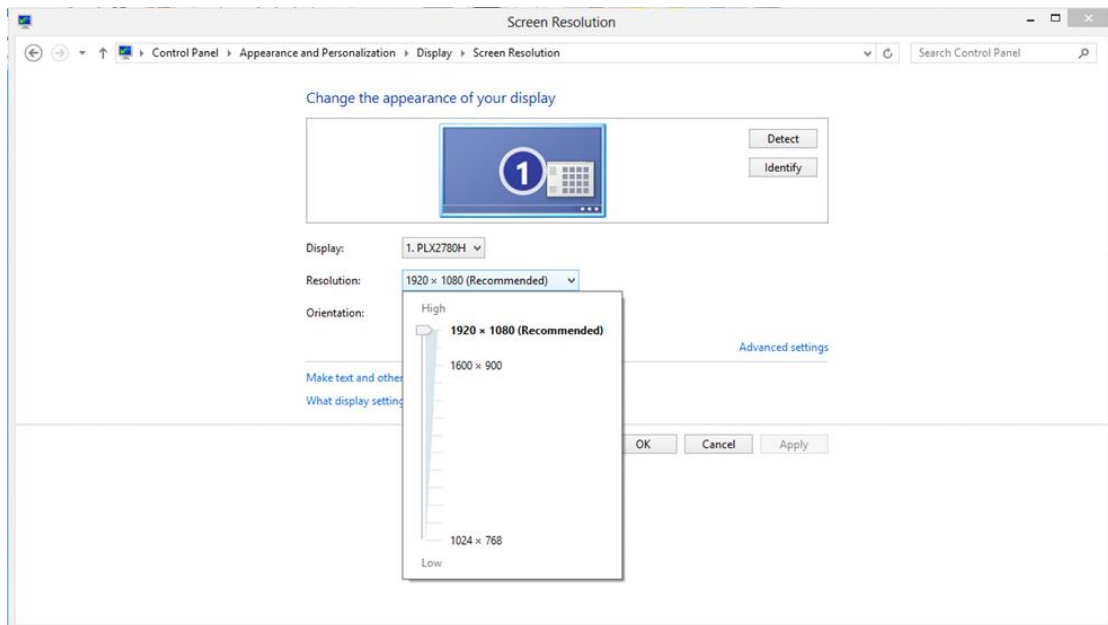 Screen Resolution
Control Panel Appearance and Personalization Display Screen Resolution
Search Control Panel
Change the appearance of your display
1
Detect
Identify
Display: 1. PLX2780H
Resolution: 1920 × 1080 (Recommended)
Orientation:
High
1920 × 1080 (Recommended)
1600 × 900
1024 × 768
Low
Advanced settings
Make text and other
What display setting
OK Cancel Apply